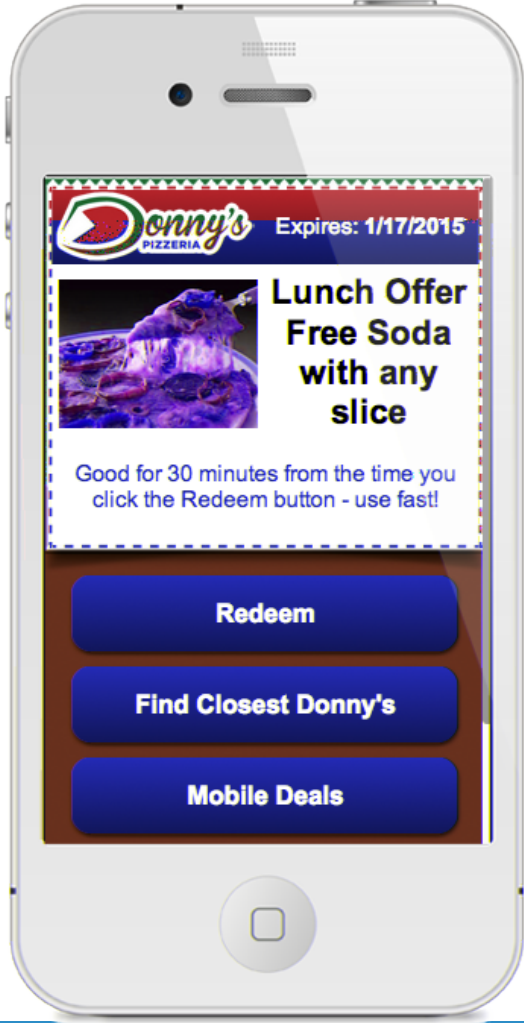 Donny's
PIZZERIA
Expires: 1/17/2015
Lunch Offer
Free Soda
with any
slice
Good for 30 minutes from the time you
click the Redeem button - use fast!
Redeem
Find Closest Donny's
Mobile Deals